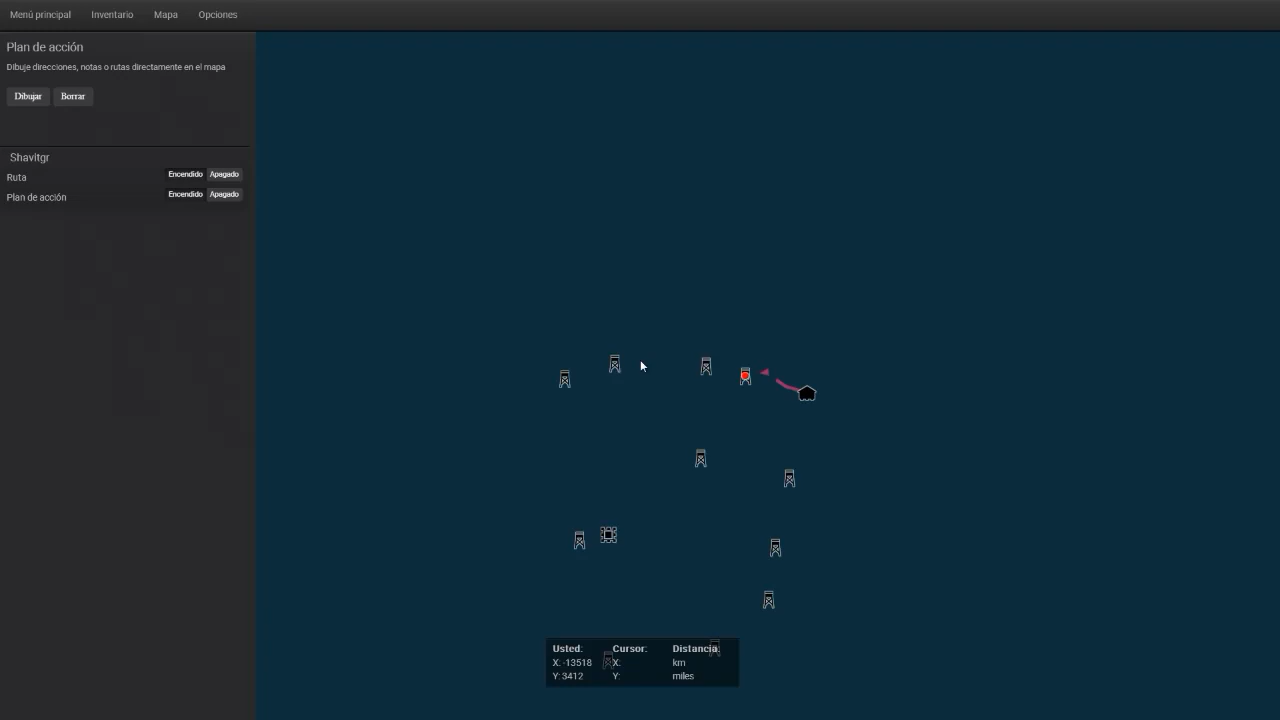 Menú principal Inventario Mapa Opciones
Plan de acción
Dibuje direcciones, notas o rutas directamente en el mapa
Dibujar Borrar
Shavitgr
Ruta Encendido Apagado
Plan de acción Encendido Apagado
Usted: Cursor: Distancia:
X: -13518 X: km
Y: 3412 Y: miles